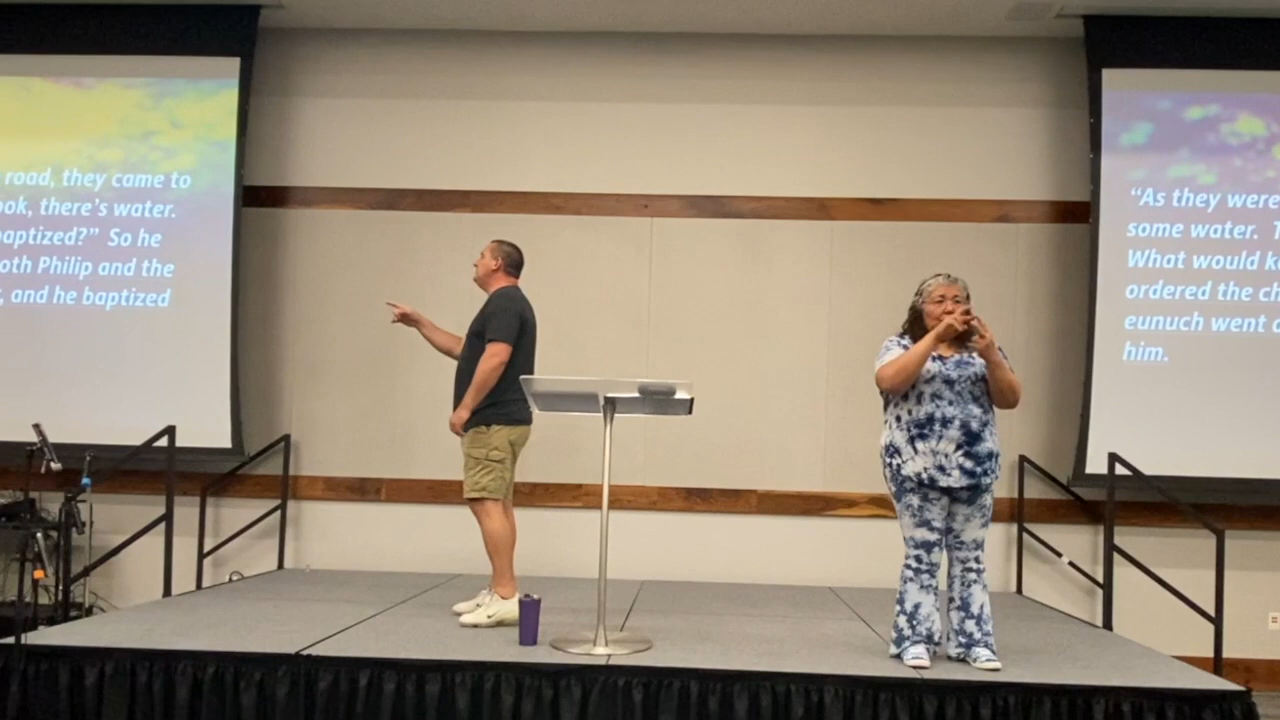 road, they came to
ook, there's water.
baptized?" So he
oth Philip and the
, and he baptized
"As they were
some water.
What would
ordered the
eunuch went
him.